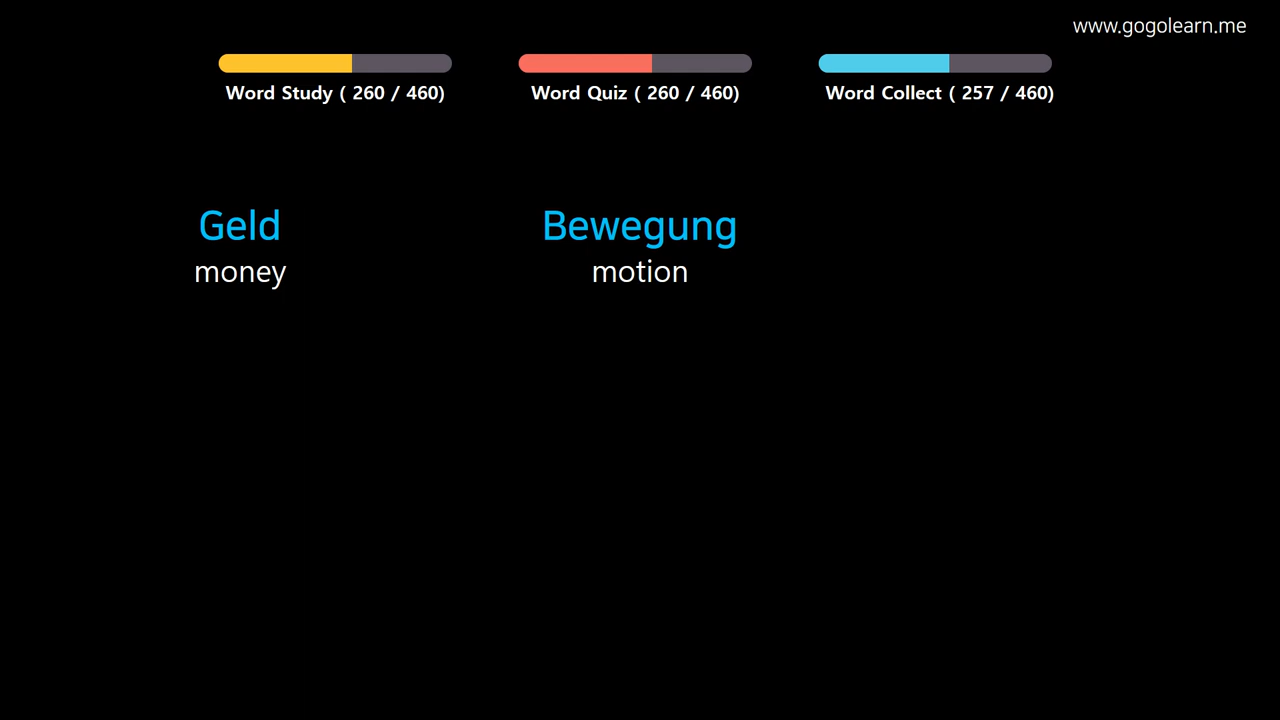 www.gogolearn.me
Word Study ( 260 / 460)
Word Quiz ( 260 / 460)
Word Collect ( 257 / 460)
Geld
money
Bewegung
motion